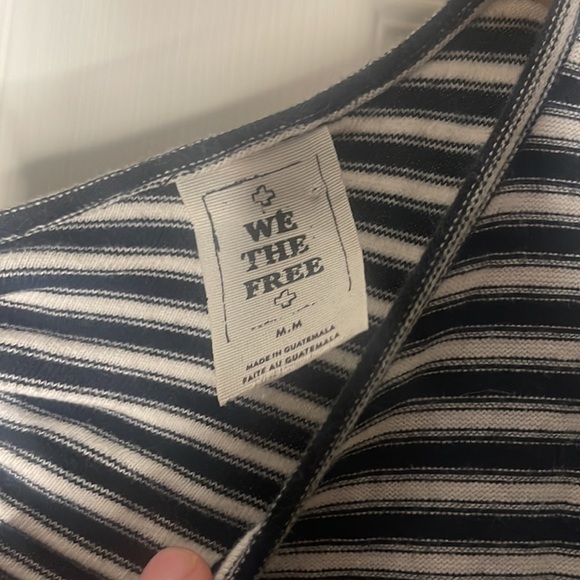 WE
THE
FREE
M.M
MADE IN GUATEMALA
FAITE AU GUATEMALA